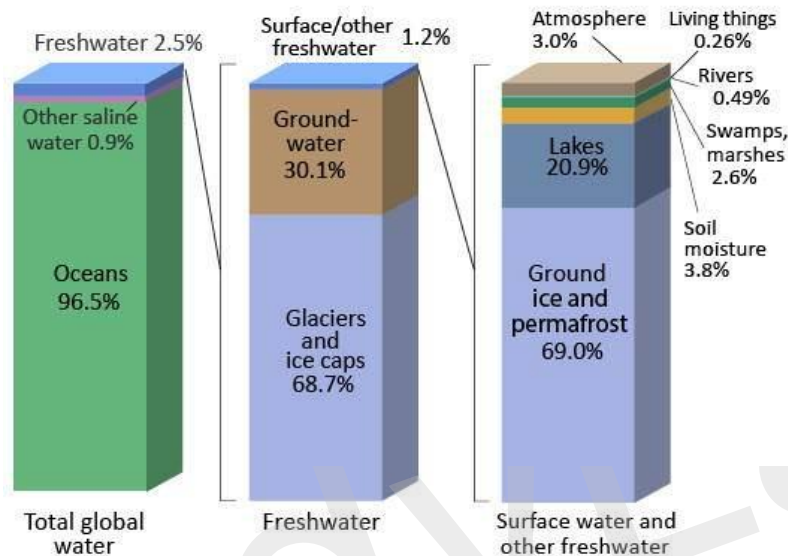 Freshwater 2.5%
Other saline
water 0.9%
Oceans
96.5%
Total global
water
Surface/other
freshwater 1.2%
Ground-
water
30.1%
Glaciers
and
ice caps
68.7%
Freshwater
Atmosphere
3.0%
Living things
0.26%
Rivers
0.49%
Swamps,
marshes
2.6%
Soil
moisture
3.8%
Lakes
20.9%
Ground
ice and
permafrost
69.0%
Surface water and
other freshwater